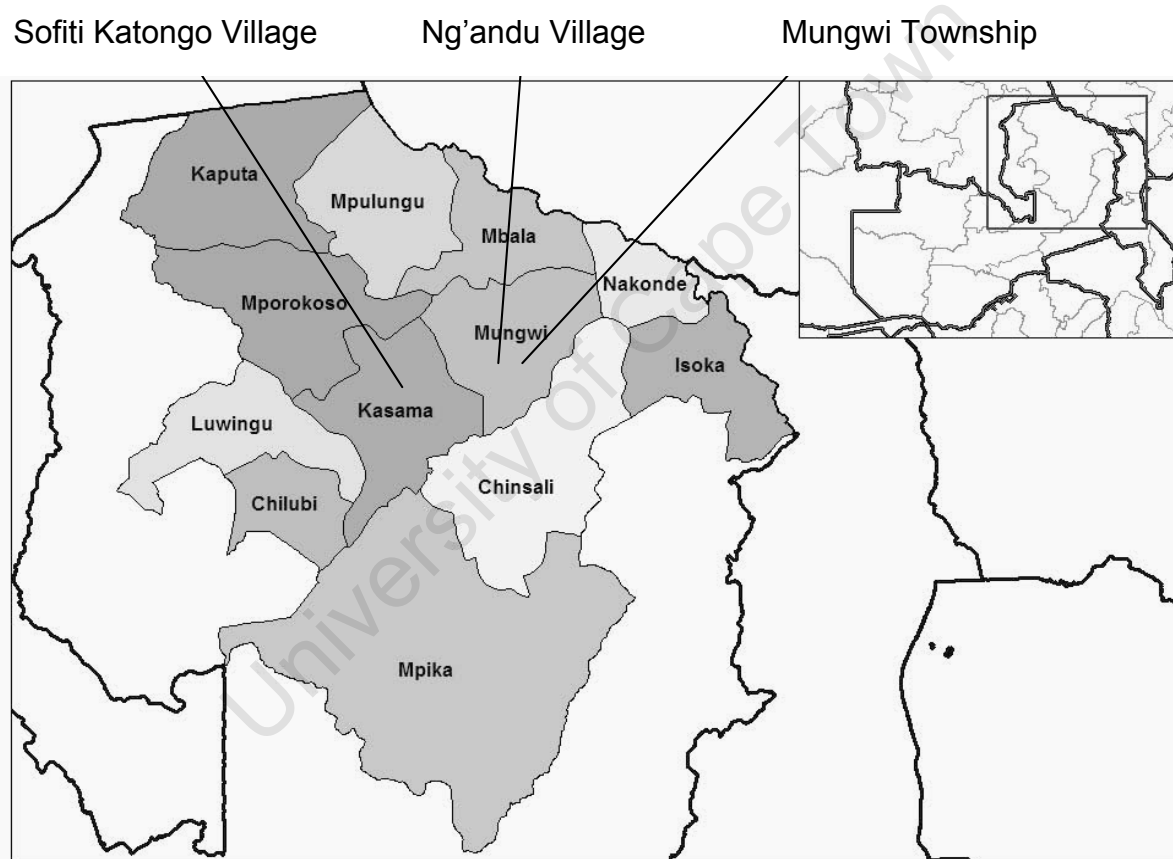 Sofiti Katongo Village
Ng’andu Village
Mungwi Township
Kaputa
Mpulungu
Mbala
Nakonde
Mporokoso
Mungwi
Isoka
Kasama
Luwingu
Chinsali
Chilubi
Mpika
University of Cape Town